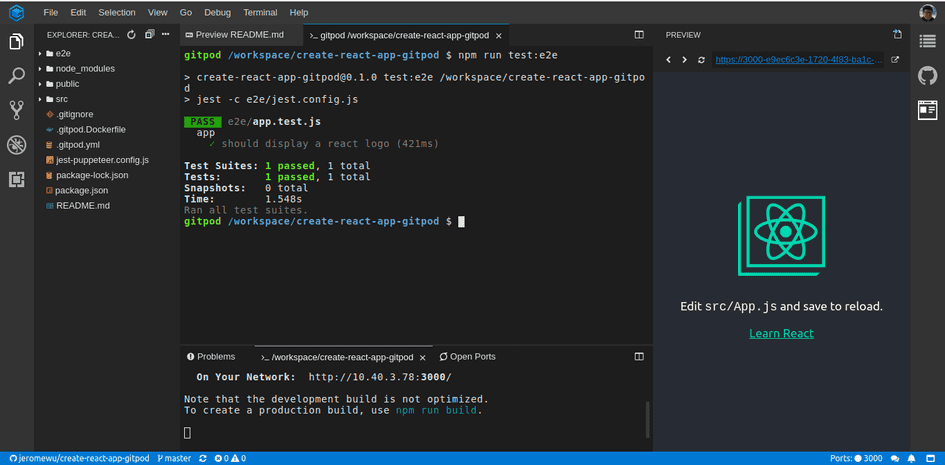 File Edit Selection View Go Debug Terminal Help
EXPLORER: CREA...
Preview README.md
gitpod /workspace/create-react-app-gitpod
PREVIEW
e2e
node_modules
public
src
.gitignore
.gitpod.Dockerfile
.gitpod.yml
jest-puppeteer.config.js
package-lock.json
package.json
README.md
gitpod /workspace/create-react-app-gitpod $ npm run test:e2e
> create-react-app-gitpod@0.1.0 test:e2e /workspace/create-react-app-gitpo
d
> jest -c e2e/jest.config.js
PASS e2e/app.test.js
app
✓ should display a react logo (421ms)
Test Suites: 1 passed, 1 total
Tests: 1 passed, 1 total
Snapshots: 0 total
Time: 1.548s
Ran all test suites.
gitpod /workspace/create-react-app-gitpod $
https://3000-e9ec6c3e-1720-4f83-ba1c-...
Edit src/App.js and save to reload.
Learn React
Problems
>_ /workspace/create-react-app-gitpod
Open Ports
On Your Network: http://10.40.3.78:3000/
Note that the development build is not optimized.
To create a production build, use npm run build.
jeromewu/create-react-app-gitpod master 0 0
Ports: 3000